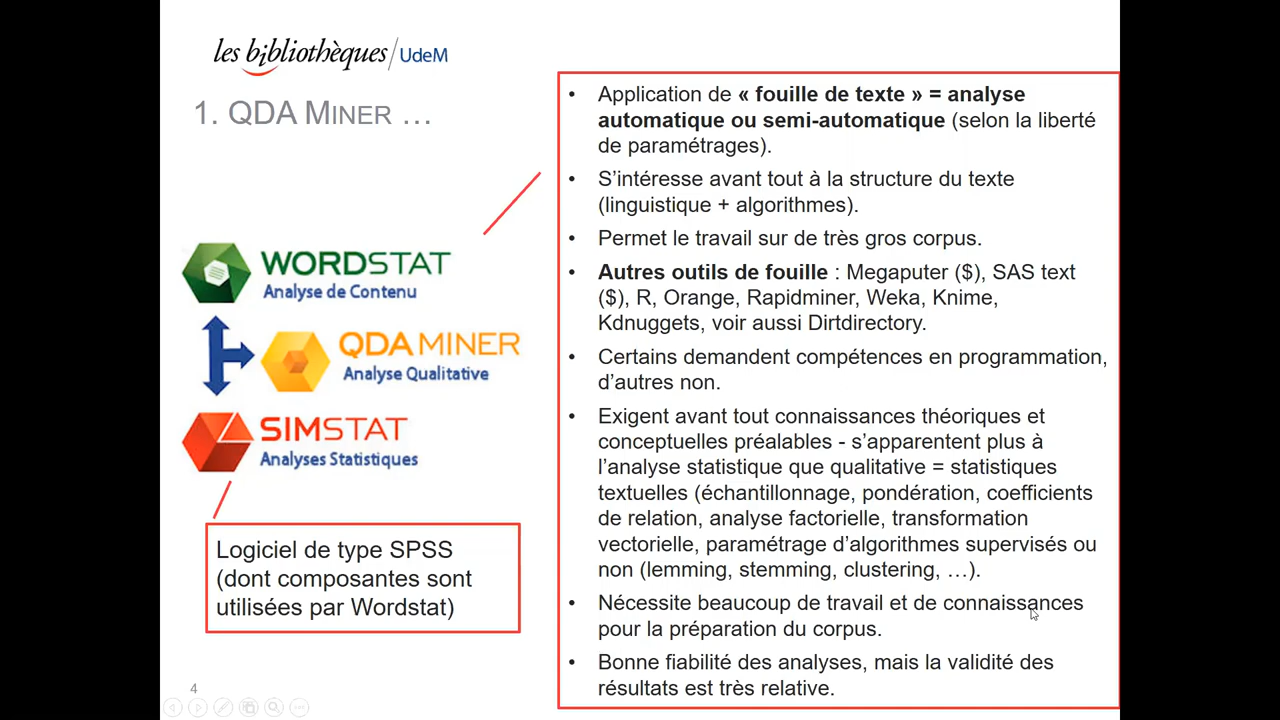 les bibliothèques/UdeM
1. QDA MINER …
WORDSTAT
Analyse de Contenu
QDA MINER
Analyse Qualitative
SIMSTAT
Analyses Statistiques
Logiciel de type SPSS
(dont composantes sont
utilisées par Wordstat)
• Application de « fouille de texte » = analyse
automatique ou semi-automatique (selon la liberté
de paramétrages).
• S’intéresse avant tout à la structure du texte
(linguistique + algorithmes).
• Permet le travail sur de très gros corpus.
• Autres outils de fouille : Megaputer ($), SAS text
($), R, Orange, Rapidminer, Weka, Knime,
Kdnuggets, voir aussi Dirtdirectory.
• Certains demandent compétences en programmation,
d’autres non.
• Exigent avant tout connaissances théoriques et
conceptuelles préalables - s’apparentent plus à
l’analyse statistique que qualitative = statistiques
textuelles (échantillonnage, pondération, coefficients
de relation, analyse factorielle, transformation
vectorielle, paramétrage d’algorithmes supervisés ou
non (lemming, stemming, clustering, …).
• Nécessite beaucoup de travail et de connaissances
pour la préparation du corpus.
• Bonne fiabilité des analyses, mais la validité des
résultats est très relative.
4